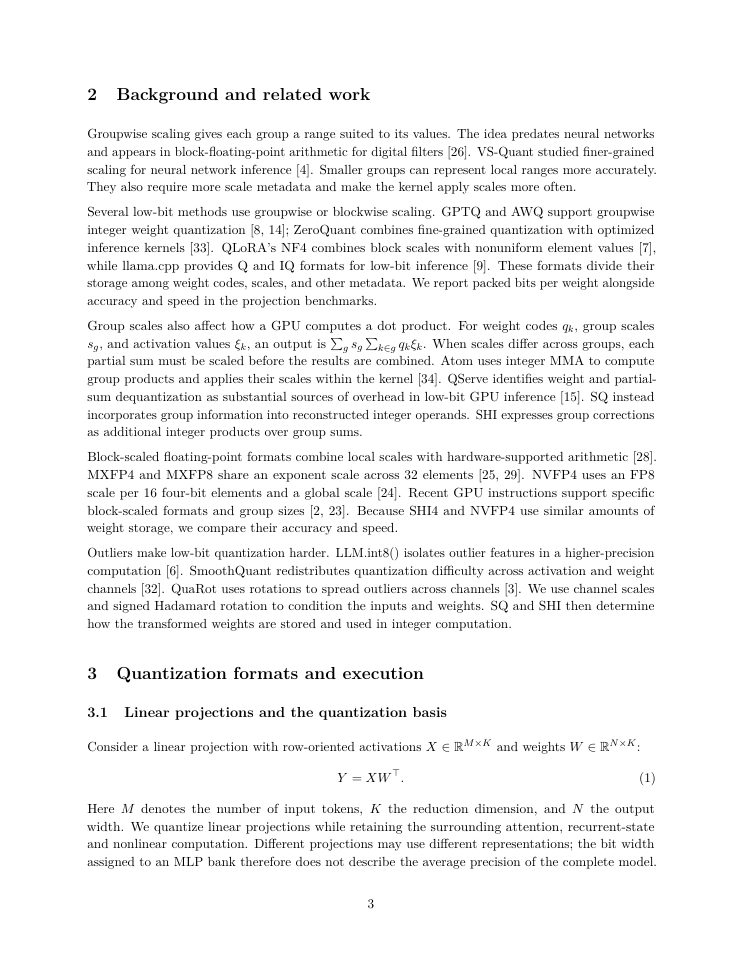 2 Background and related work
Groupwise scaling gives each group a range suited to its values. The idea predates neural networks
and appears in block-floating-point arithmetic for digital filters [26]. VS-Quant studied finer-grained
scaling for neural network inference [4]. Smaller groups can represent local ranges more accurately.
They also require more scale metadata and make the kernel apply scales more often.
Several low-bit methods use groupwise or blockwise scaling. GPTQ and AWQ support groupwise
integer weight quantization [8, 14]; ZeroQuant combines fine-grained quantization with optimized
inference kernels [33]. QLoRA's NF4 combines block scales with nonuniform element values [7],
while llama.cpp provides Q and IQ formats for low-bit inference [9]. These formats divide their
storage among weight codes, scales, and other metadata. We report packed bits per weight alongside
accuracy and speed in the projection benchmarks.
Group scales also affect how a GPU computes a dot product. For weight codes qₖ, group scales
s_g, and activation values ξₖ, an output is ∑_g s_g ∑_{k∈g} qₖξₖ. When scales differ across groups, each
partial sum must be scaled before the results are combined. Atom uses integer MMA to compute
group products and applies their scales within the kernel [34]. QServe identifies weight and partial-
sum dequantization as substantial sources of overhead in low-bit GPU inference [15]. SQ instead
incorporates group information into reconstructed integer operands. SHI expresses group corrections
as additional integer products over group sums.
Block-scaled floating-point formats combine local scales with hardware-supported arithmetic [28].
MXFP4 and MXFP8 share an exponent scale across 32 elements [25, 29]. NVFP4 uses an FP8
scale per 16 four-bit elements and a global scale [24]. Recent GPU instructions support specific
block-scaled formats and group sizes [2, 23]. Because SHI4 and NVFP4 use similar amounts of
weight storage, we compare their accuracy and speed.
Outliers make low-bit quantization harder. LLM.int8() isolates outlier features in a higher-precision
computation [6]. SmoothQuant redistributes quantization difficulty across activation and weight
channels [32]. QuaRot uses rotations to spread outliers across channels [3]. We use channel scales
and signed Hadamard rotation to condition the inputs and weights. SQ and SHI then determine
how the transformed weights are stored and used in integer computation.
3 Quantization formats and execution
3.1 Linear projections and the quantization basis
Consider a linear projection with row-oriented activations X ∈ ℝ^{M×K} and weights W ∈ ℝ^{N×K}:
Y = XW^⊤. (1)
Here M denotes the number of input tokens, K the reduction dimension, and N the output
width. We quantize linear projections while retaining the surrounding attention, recurrent-state
and nonlinear computation. Different projections may use different representations; the bit width
assigned to an MLP bank therefore does not describe the average precision of the complete model.
3